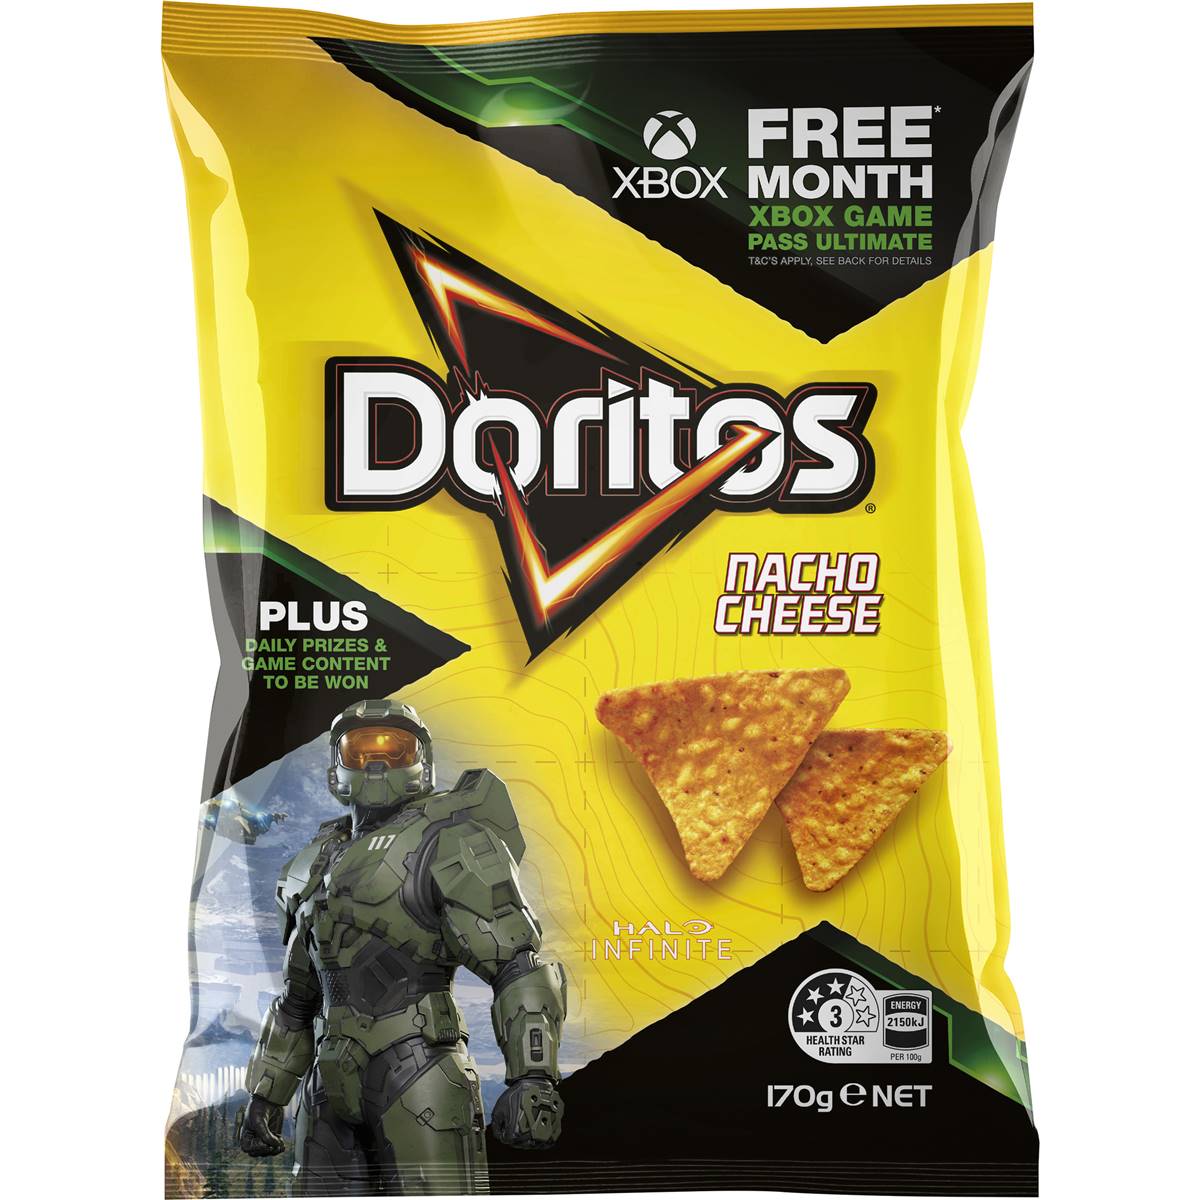 XBOX
FREE*
MONTH
XBOX GAME
PASS ULTIMATE
T&C'S APPLY, SEE BACK FOR DETAILS
Doritos®
NACHO
CHEESE
PLUS
DAILY PRIZES &
GAME CONTENT
TO BE WON
117
HALO
INFINITE
3
HEALTH STAR
RATING
ENERGY
2150kJ
PER 100g
170g e NET